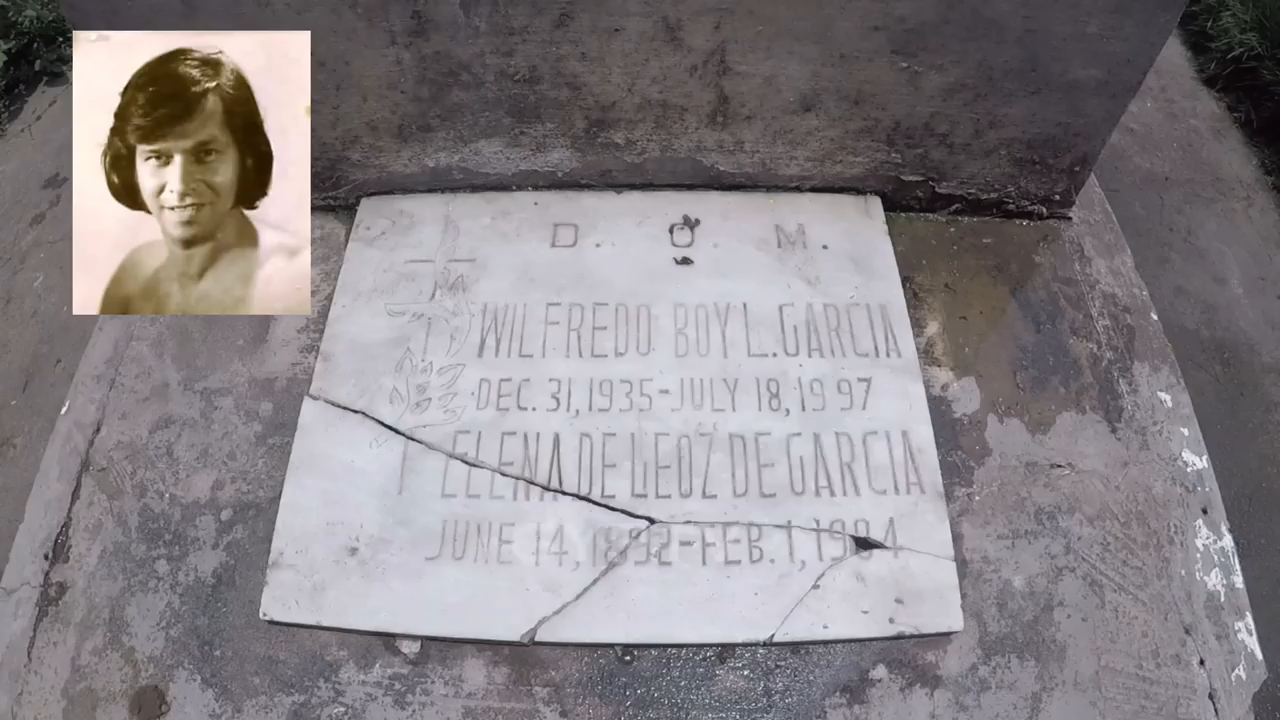 D. O. M.
WILFREDO BOY L. GARCIA
DEC. 31, 1935-JULY 18, 1997
ELENA DE LEOZ DE GARCIA
JUNE 14, 1892-FEB. 1, 1984